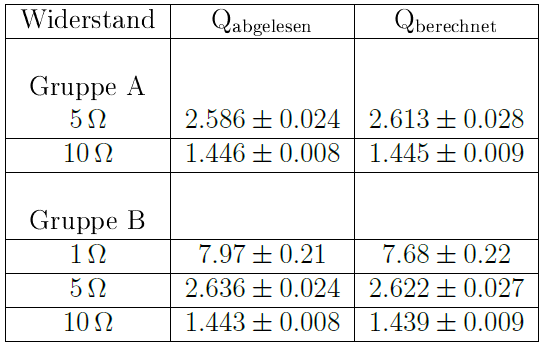 Widerstand Q_abgelesen Q_berechnet
Gruppe A
5 Ω 2.586 ± 0.024 2.613 ± 0.028
10 Ω 1.446 ± 0.008 1.445 ± 0.009
Gruppe B
1 Ω 7.97 ± 0.21 7.68 ± 0.22
5 Ω 2.636 ± 0.024 2.622 ± 0.027
10 Ω 1.443 ± 0.008 1.439 ± 0.009